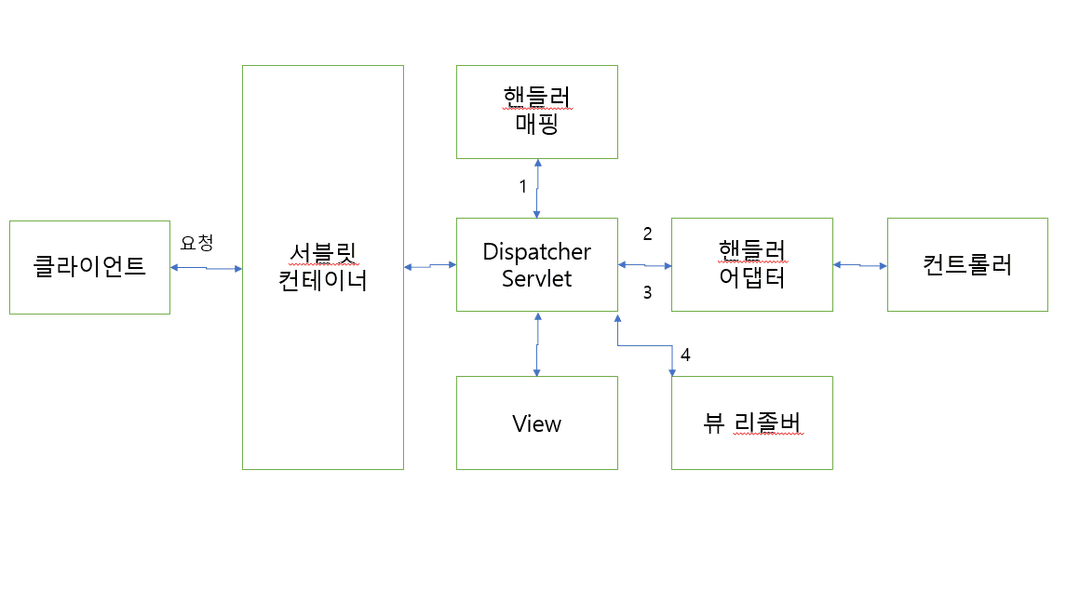 핸들러
매핑
1
클라이언트
요청
서블릿
컨테이너
Dispatcher
Servlet
2
3
핸들러
어댑터
컨트롤러
4
View
뷰 리졸버